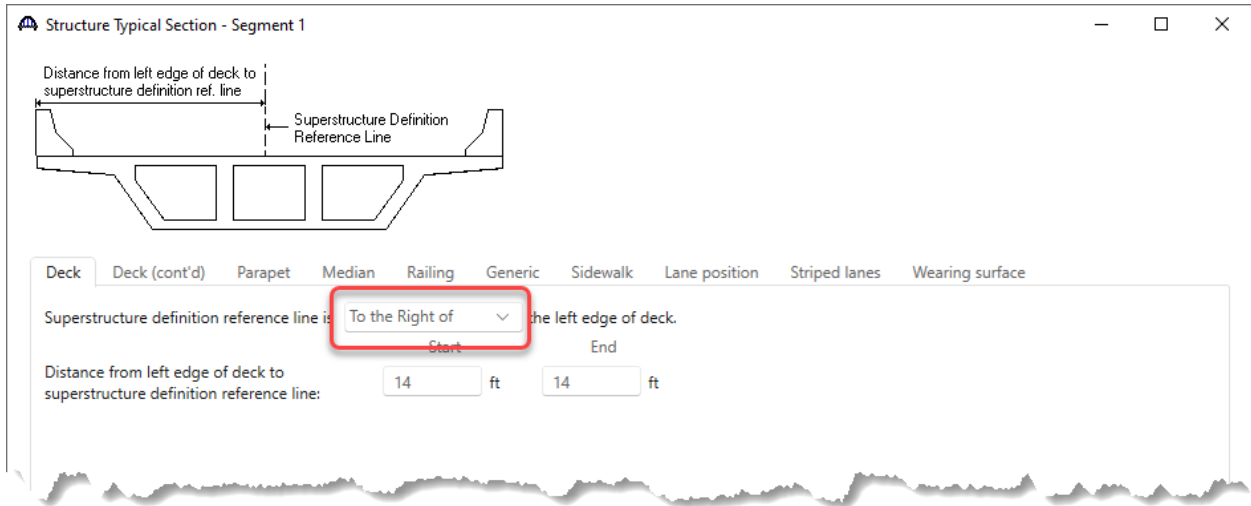 Structure Typical Section - Segment 1
Distance from left edge of deck to
superstructure definition ref. line
Superstructure Definition
Reference Line
Deck Deck (cont'd) Parapet Median Railing Generic Sidewalk Lane position Striped lanes Wearing surface
Superstructure definition reference line is To the Right of the left edge of deck.
Start End
Distance from left edge of deck to
superstructure definition reference line:
14 ft 14 ft